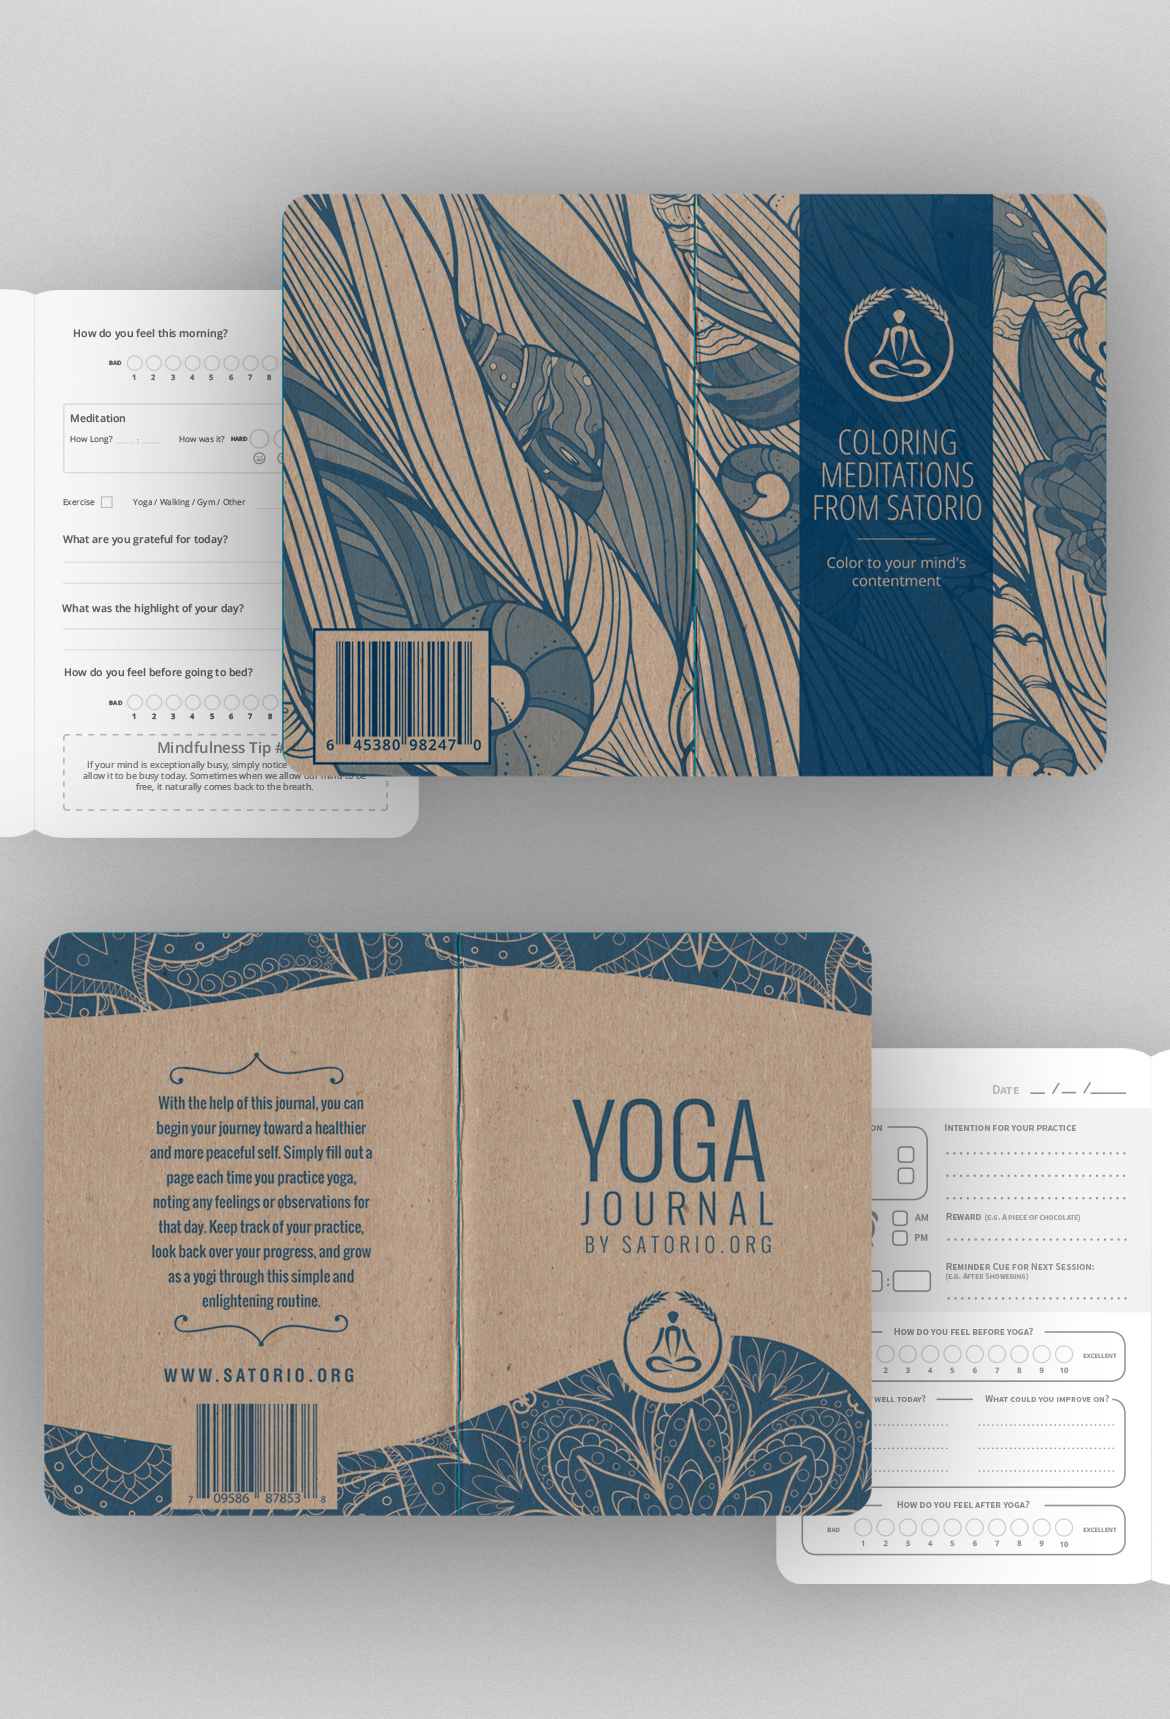 How do you feel this morning?
BAD
1 2 3 4 5 6 7 8
Meditation
How Long? ____ : ____ How was it? HARD
Exercise Yoga / Walking / Gym / Other
What are you grateful for today?
What was the highlight of your day?
How do you feel before going to bed?
BAD
1 2 3 4 5 6 7 8
Mindfulness Tip #
If your mind is exceptionally busy, simply notice
allow it to be busy today. Sometimes when we allow our mind to be
free, it naturally comes back to the breath.
COLORING
MEDITATIONS
FROM SATORIO
Color to your mind's
contentment
6 45380 98247 0
With the help of this journal, you can
begin your journey toward a healthier
and more peaceful self. Simply fill out a
page each time you practice yoga,
noting any feelings or observations for
that day. Keep track of your practice,
look back over your progress, and grow
as a yogi through this simple and
enlightening routine.
WWW.SATORIO.ORG
7 09586 87853 8
YOGA
JOURNAL
BY SATORIO.ORG
DATE __ / __ / ____
ON
INTENTION FOR YOUR PRACTICE
AM
PM
REWARD (E.G. A PIECE OF CHOCOLATE)
:
REMINDER CUE FOR NEXT SESSION:
(E.G. AFTER SHOWERING)
HOW DO YOU FEEL BEFORE YOGA?
2 3 4 5 6 7 8 9 10
EXCELLENT
WELL TODAY?
WHAT COULD YOU IMPROVE ON?
HOW DO YOU FEEL AFTER YOGA?
BAD
1 2 3 4 5 6 7 8 9 10
EXCELLENT